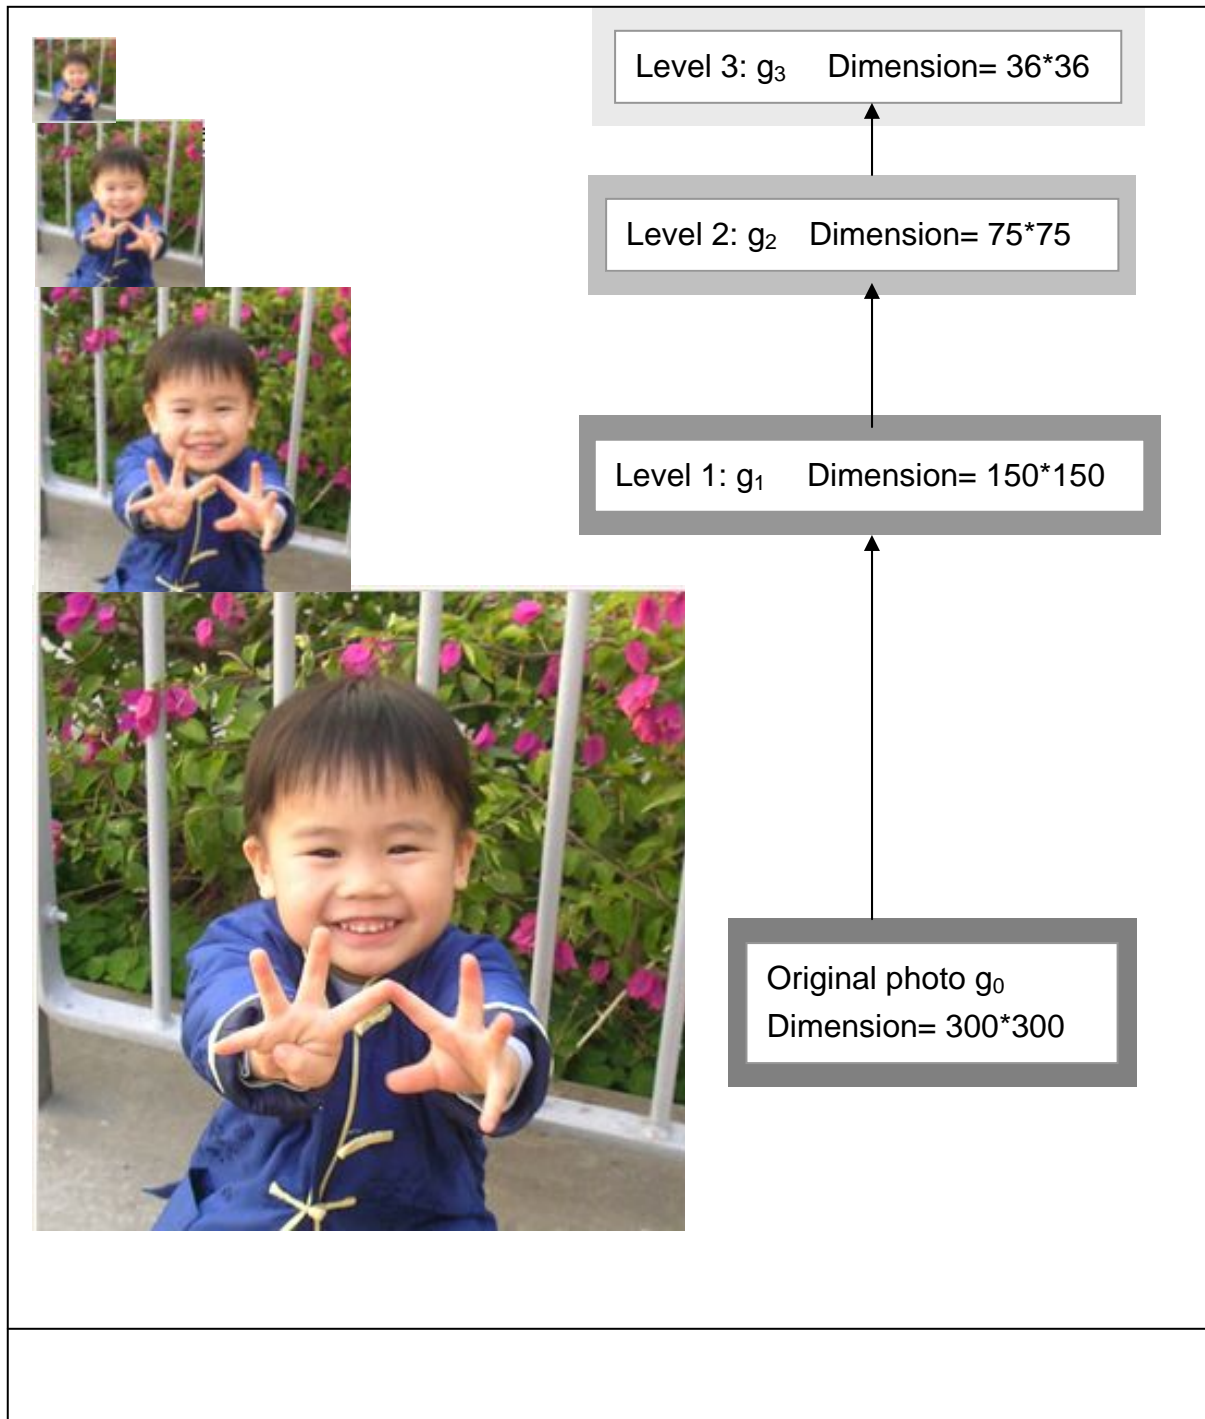 Level 3: g₃ Dimension= 36*36
Level 2: g₂ Dimension= 75*75
Level 1: g₁ Dimension= 150*150
Original photo g₀
Dimension= 300*300